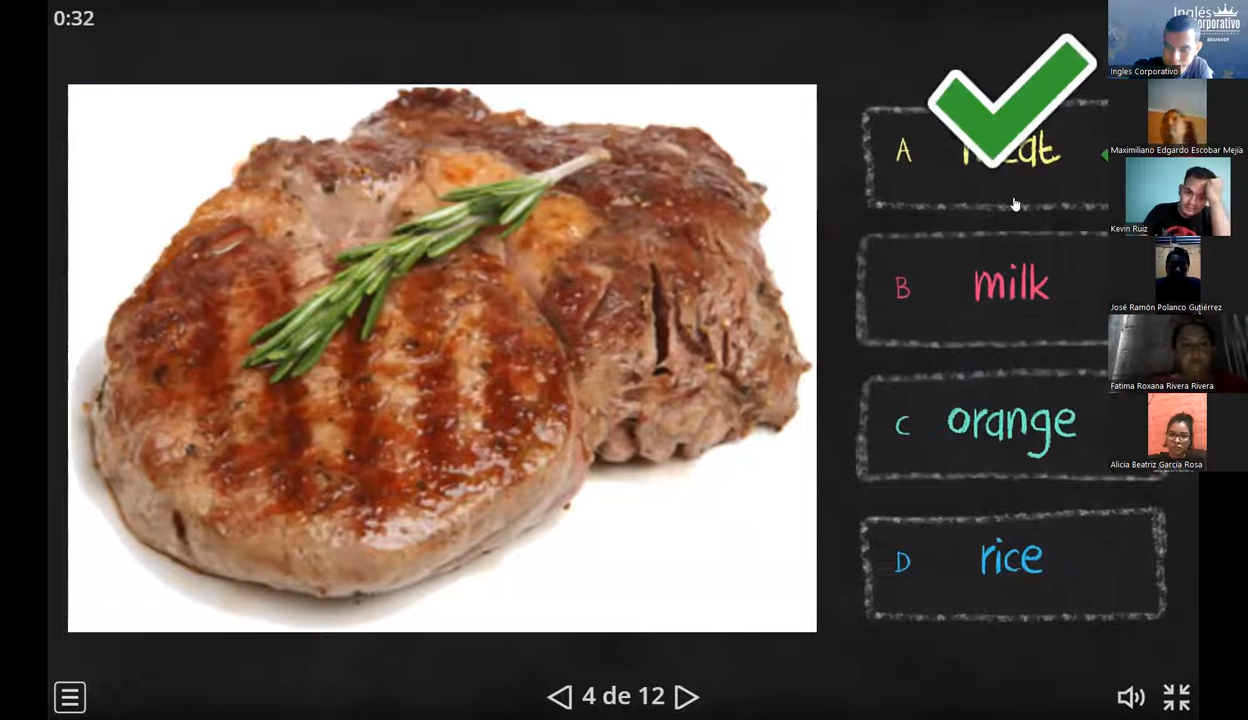 0:32
A
B milk
C orange
D rice
4 de 12
Inglés
Corporativo
BEGINNER
Ingles Corporativo
Maximiliano Edgardo Escobar Mejía
Kevin Ruiz
José Ramón Polanco Gutiérrez
Fatima Roxana Rivera Rivera
Alicia Beatriz García Rosa